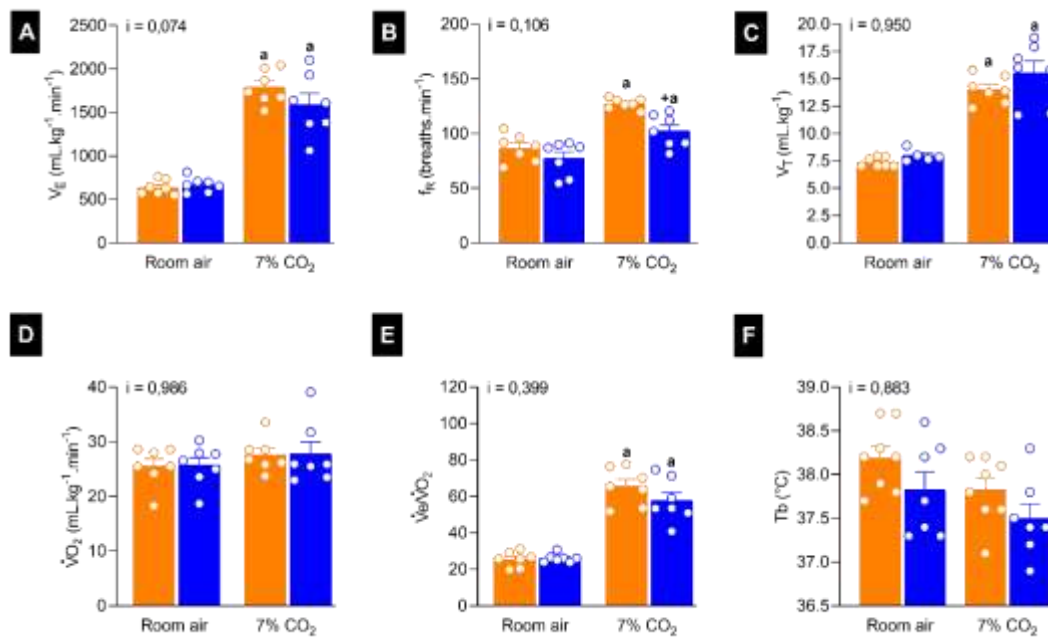 A
i = 0,074
a
a
2500
2000
1500
1000
500
0
V̇E (mL.kg⁻¹.min⁻¹)
Room air
7% CO₂
B
i = 0,106
a
+a
200
150
100
50
0
fR (breaths.min⁻¹)
Room air
7% CO₂
C
i = 0,950
a
a
20.0
17.5
15.0
12.5
10.0
7.5
5.0
2.5
0.0
VT (mL.kg⁻¹)
Room air
7% CO₂
D
i = 0,986
40
30
20
10
0
V̇O₂ (mL.kg⁻¹.min⁻¹)
Room air
7% CO₂
E
i = 0,399
a
a
120
100
80
60
40
20
0
V̇e/V̇O₂
Room air
7% CO₂
F
i = 0,883
39.0
38.5
38.0
37.5
37.0
36.5
Tb (°C)
Room air
7% CO₂